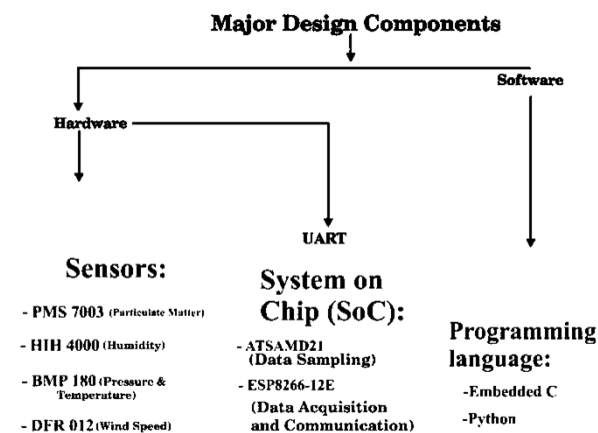 Major Design Components
Software
Hardware
UART
Sensors:
- PMS 7003 (Particulate Matter)
- HIH 4000 (Humidity)
- BMP 180 (Pressure &
Temperature)
- DFR 012 (Wind Speed)
System on
Chip (SoC):
- ATSAMD21
(Data Sampling)
- ESP8266-12E
(Data Acquisition
and Communication)
Programming
language:
-Embedded C
-Python